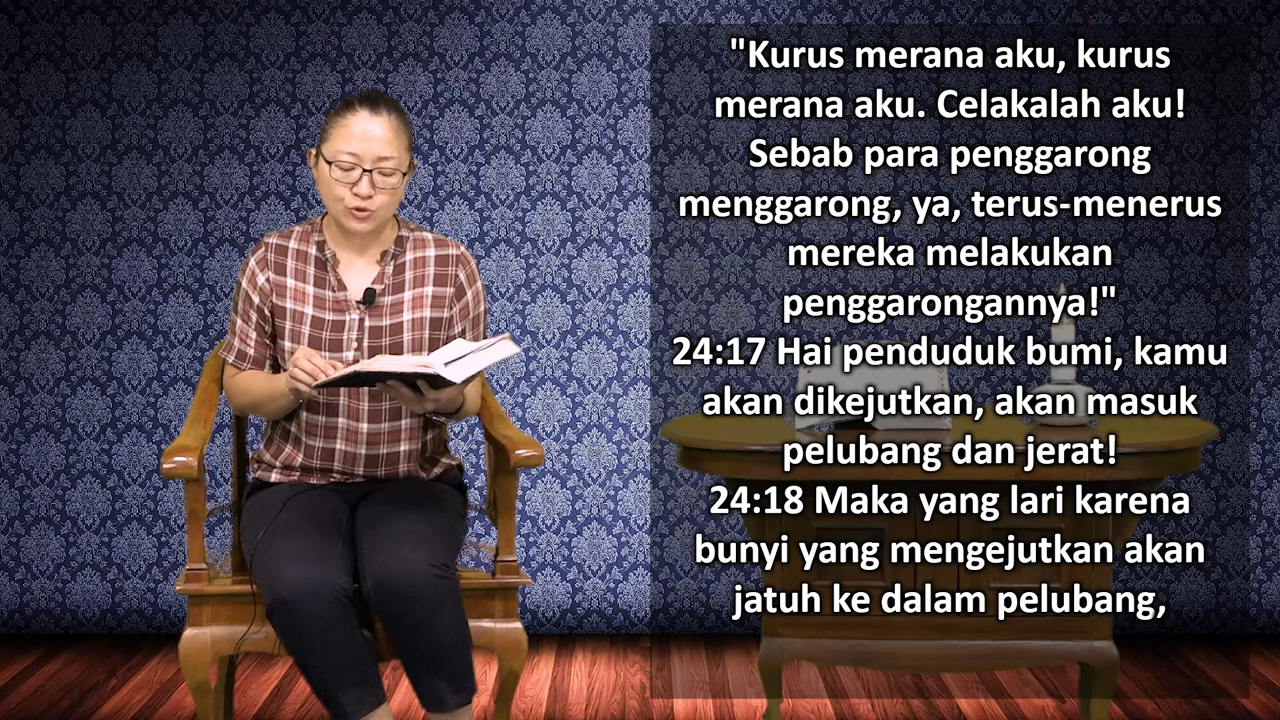 "Kurus merana aku, kurus
merana aku. Celakalah aku!
Sebab para penggarong
menggarong, ya, terus-menerus
mereka melakukan
penggarongannya!"
24:17 Hai penduduk bumi, kamu
akan dikejutkan, akan masuk
pelubang dan jerat!
24:18 Maka yang lari karena
bunyi yang mengejutkan akan
jatuh ke dalam pelubang,